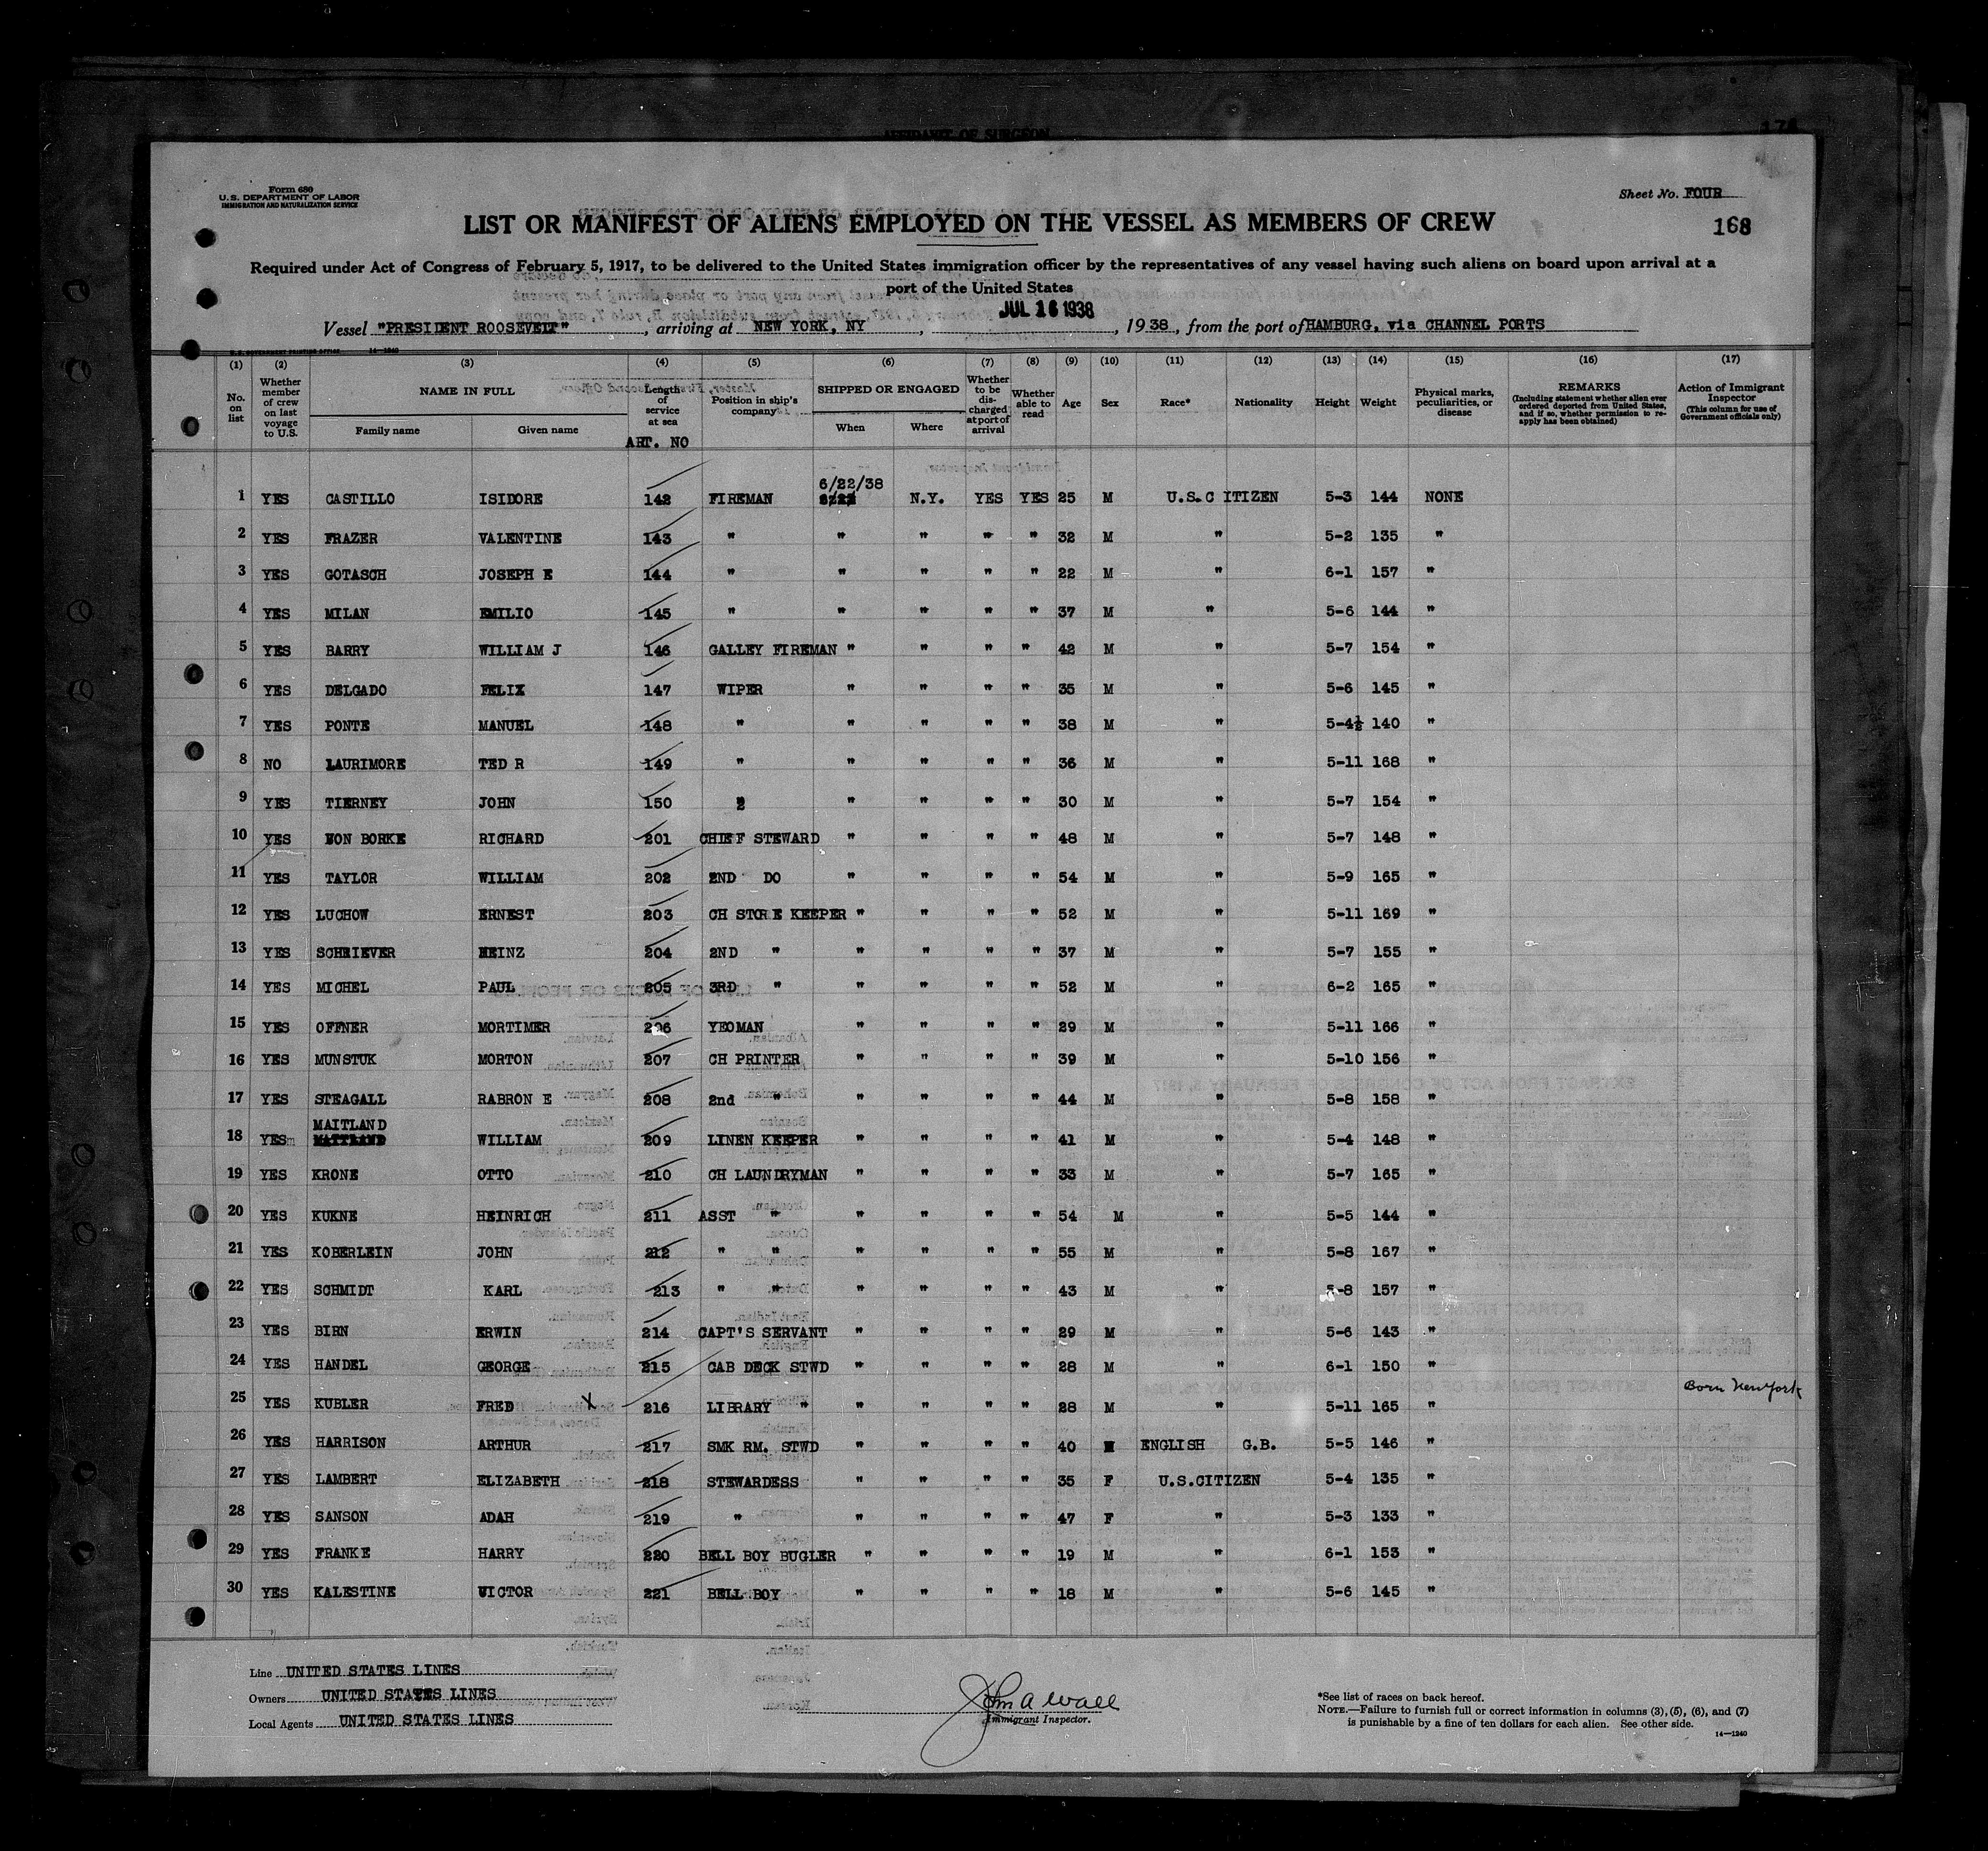 Form 680
U.S. DEPARTMENT OF LABOR
IMMIGRATION AND NATURALIZATION SERVICE
Sheet No. FOUR
168
LIST OR MANIFEST OF ALIENS EMPLOYED ON THE VESSEL AS MEMBERS OF CREW
Required under Act of Congress of February 5, 1917, to be delivered to the United States immigration officer by the representatives of any vessel having such aliens on board upon arrival at a
port of the United States
JUL 16 1938
Vessel "PRESIDENT ROOSEVELT", arriving at NEW YORK, NY, , 1938, from the port of HAMBURG, via CHANNEL PORTS
(1) (2) (3) (4) (5) (6) (7) (8) (9) (10) (11) (12) (13) (14) (15) (16) (17)
No. on list
Whether member of crew on last voyage to U.S.
NAME IN FULL
Family name Given name
Length of service at sea
ART. NO
Position in ship's company
SHIPPED OR ENGAGED
When Where
Whether to be discharged at port of arrival
Whether able to read
Age Sex Race* Nationality Height Weight
Physical marks, peculiarities, or disease
REMARKS
(Including statement whether alien ever ordered deported from United States, and if so, whether permission to re-apply has been obtained)
Action of Immigrant Inspector
(This column for use of Government officials only)
6/22/38
1 YES CASTILLO ISIDORE 142 FIREMAN N.Y. YES YES 25 M U.S.C ITIZEN 5-3 144 NONE
2 YES FRAZER VALENTINE 143 " " " " " 32 M " 5-2 135 "
3 YES GOTASCH JOSEPH E 144 " " " " " 22 M " 6-1 157 "
4 YES MILAN EMILIO 145 " " " " " 37 M " 5-6 144 "
5 YES BARRY WILLIAM J 146 GALLEY FIREMAN " " " " 42 M " 5-7 154 "
6 YES DELGADO FELIX 147 WIPER " " " " 35 M " 5-6 145 "
7 YES PONTE MANUEL 148 " " " " " 38 M " 5-4½ 140 "
8 NO LAURIMORE TED R 149 " " " " " 36 M " 5-11 168 "
9 YES TIERNEY JOHN 150 " " " " 30 M " 5-7 154 "
10 YES VON BORKE RICHARD 201 CHIEF STEWARD " " " " 48 M " 5-7 148 "
11 YES TAYLOR WILLIAM 202 2ND DO " " " " 54 M " 5-9 165 "
12 YES LUCHOW ERNEST 203 CH STORE KEEPER " " " " 52 M " 5-11 169 "
13 YES SCHRIEVER HEINZ 204 2ND " " " " " 37 M " 5-7 155 "
14 YES MICHEL PAUL 205 3RD " " " " " 52 M " 6-2 165 "
15 YES OFFNER MORTIMER 206 YEOMAN " " " " 29 M " 5-11 166 "
16 YES MUNSTUK MORTON 207 CH PRINTER " " " " 39 M " 5-10 156 "
17 YES STEAGALL RABRON E 208 2nd " " " " " 44 M " 5-8 158 "
18 YES MAITLAND WILLIAM 209 LINEN KEEPER " " " " 41 M " 5-4 148 "
19 YES KRONE OTTO 210 CH LAUNDRYMAN " " " " 33 M " 5-7 165 "
20 YES KUKNE HEINRICH 211 ASST " " " " " 54 M " 5-5 144 "
21 YES KOBERLEIN JOHN 212 " " " " " " 55 M " 5-8 167 "
22 YES SCHMIDT KARL 213 " " " " " " 43 M " 5-8 157 "
23 YES BIRN ERWIN 214 CAPT'S SERVANT " " " " 29 M " 5-6 143 "
24 YES HANDEL GEORGE 215 CAB DECK STWD " " " " 28 M " 6-1 150 "
25 YES KUBLER FRED X 216 LIBRARY " " " " " 28 M " 5-11 165 " Born New York
26 YES HARRISON ARTHUR 217 SMK RM. STWD " " " " 40 M ENGLISH G.B. 5-5 146 "
27 YES LAMBERT ELIZABETH 218 STEWARDESS " " " " 35 F U.S.CITIZEN 5-4 135 "
28 YES SANSON ADAH 219 " " " " " 47 F " 5-3 133 "
29 YES FRANKE HARRY 220 BELL BOY BUGLER " " " " 19 M " 6-1 153 "
30 YES KALESTINE VICTOR 221 BELL BOY " " " " 18 M " 5-6 145 "
Line UNITED STATES LINES
Owners UNITED STATES LINES
Local Agents UNITED STATES LINES
John A Wall
Immigrant Inspector.
*See list of races on back hereof.
NOTE.—Failure to furnish full or correct information in columns (3), (5), (6), and (7)
is punishable by a fine of ten dollars for each alien. See other side.
14—1240